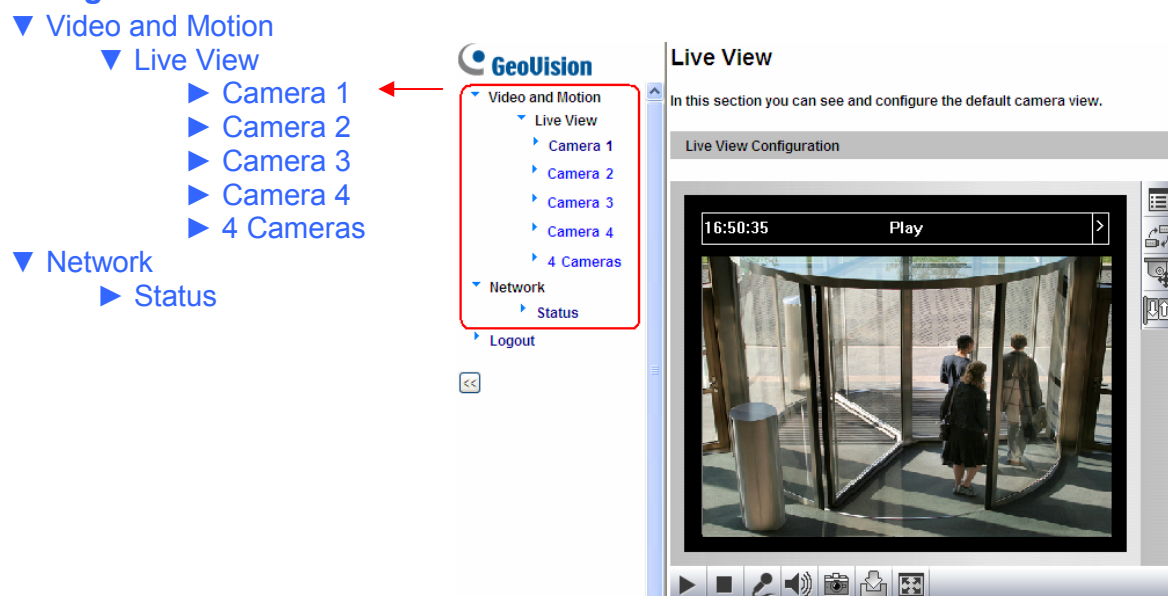 ▼ Video and Motion
▼ Live View
► Camera 1
► Camera 2
► Camera 3
► Camera 4
► 4 Cameras
▼ Network
► Status
GeoVision
Video and Motion
Live View
Camera 1
Camera 2
Camera 3
Camera 4
4 Cameras
Network
Status
Logout
<<
Live View
In this section you can see and configure the default camera view.
Live View Configuration
16:50:35 Play >